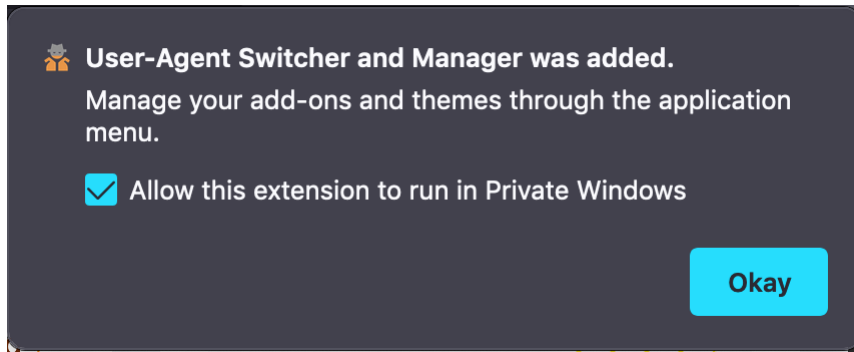 User-Agent Switcher and Manager was added.
Manage your add-ons and themes through the application
menu.
Allow this extension to run in Private Windows
Okay